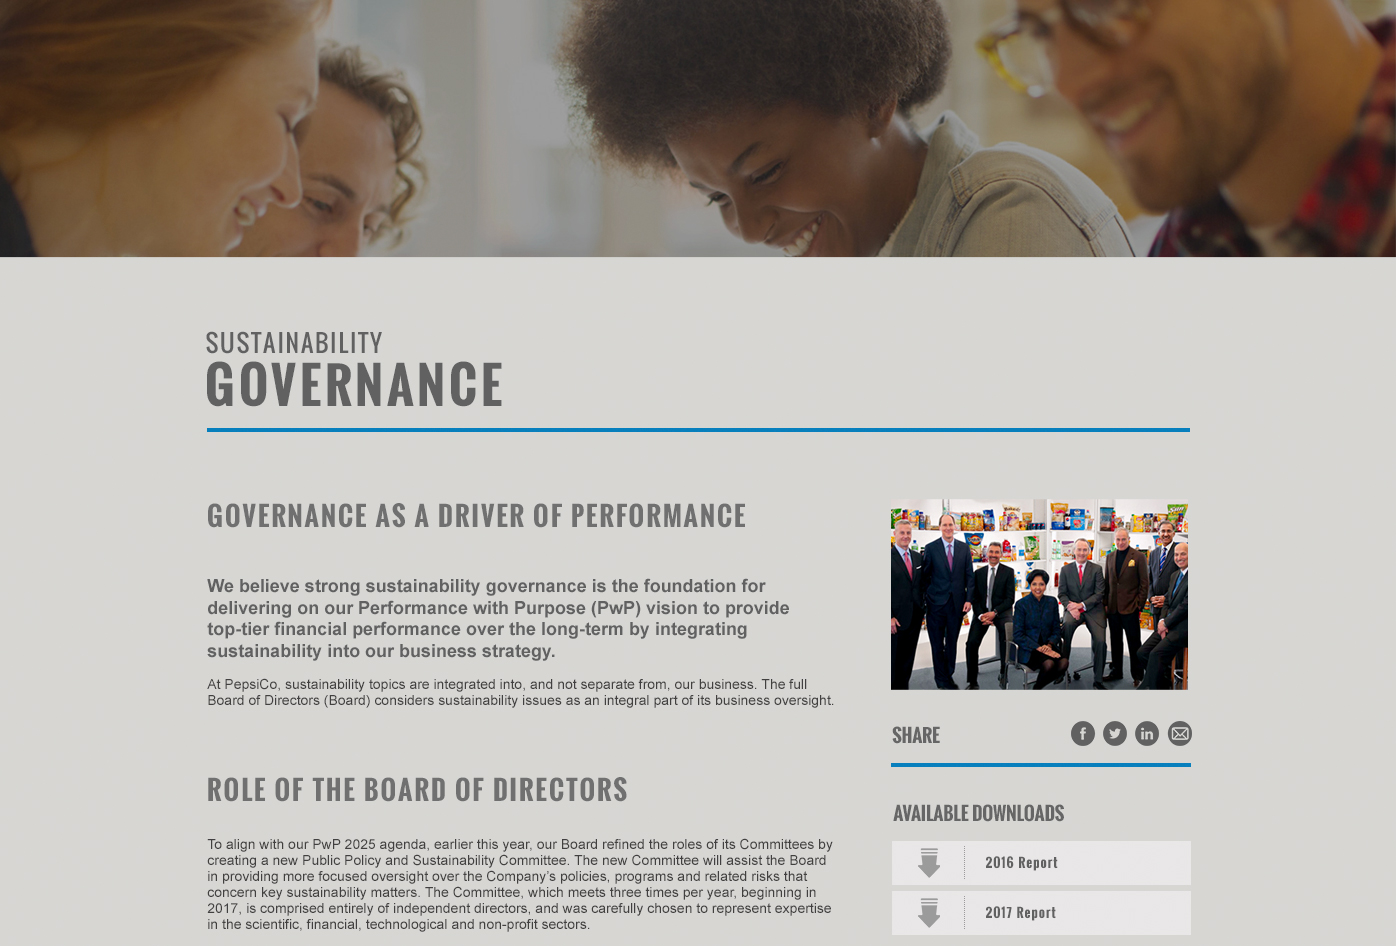 SUSTAINABILITY
GOVERNANCE
GOVERNANCE AS A DRIVER OF PERFORMANCE
We believe strong sustainability governance is the foundation for
delivering on our Performance with Purpose (PwP) vision to provide
top-tier financial performance over the long-term by integrating
sustainability into our business strategy.
At PepsiCo, sustainability topics are integrated into, and not separate from, our business. The full
Board of Directors (Board) considers sustainability issues as an integral part of its business oversight.
ROLE OF THE BOARD OF DIRECTORS
To align with our PwP 2025 agenda, earlier this year, our Board refined the roles of its Committees by
creating a new Public Policy and Sustainability Committee. The new Committee will assist the Board
in providing more focused oversight over the Company’s policies, programs and related risks that
concern key sustainability matters. The Committee, which meets three times per year, beginning in
2017, is comprised entirely of independent directors, and was carefully chosen to represent expertise
in the scientific, financial, technological and non-profit sectors.
Sun
SHARE
f
in
AVAILABLE DOWNLOADS
2016 Report
2017 Report